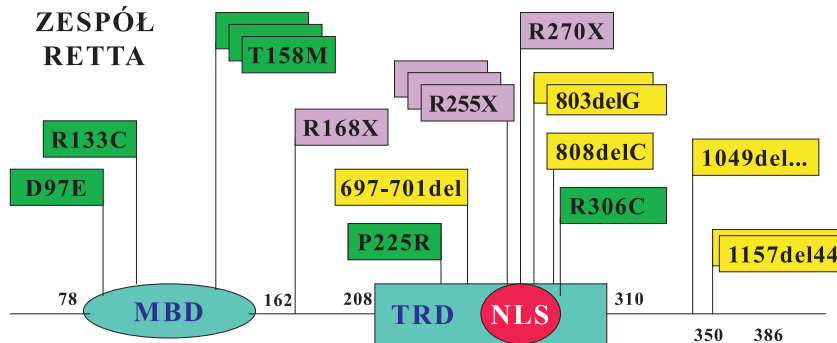 ZESPÓŁ
RETTA
T158M
R270X
R255X
803delG
R133C
R168X
808delC
1049del...
D97E
697-701del
R306C
P225R
1157del44
78
MBD
162
208
TRD
NLS
310
350
386